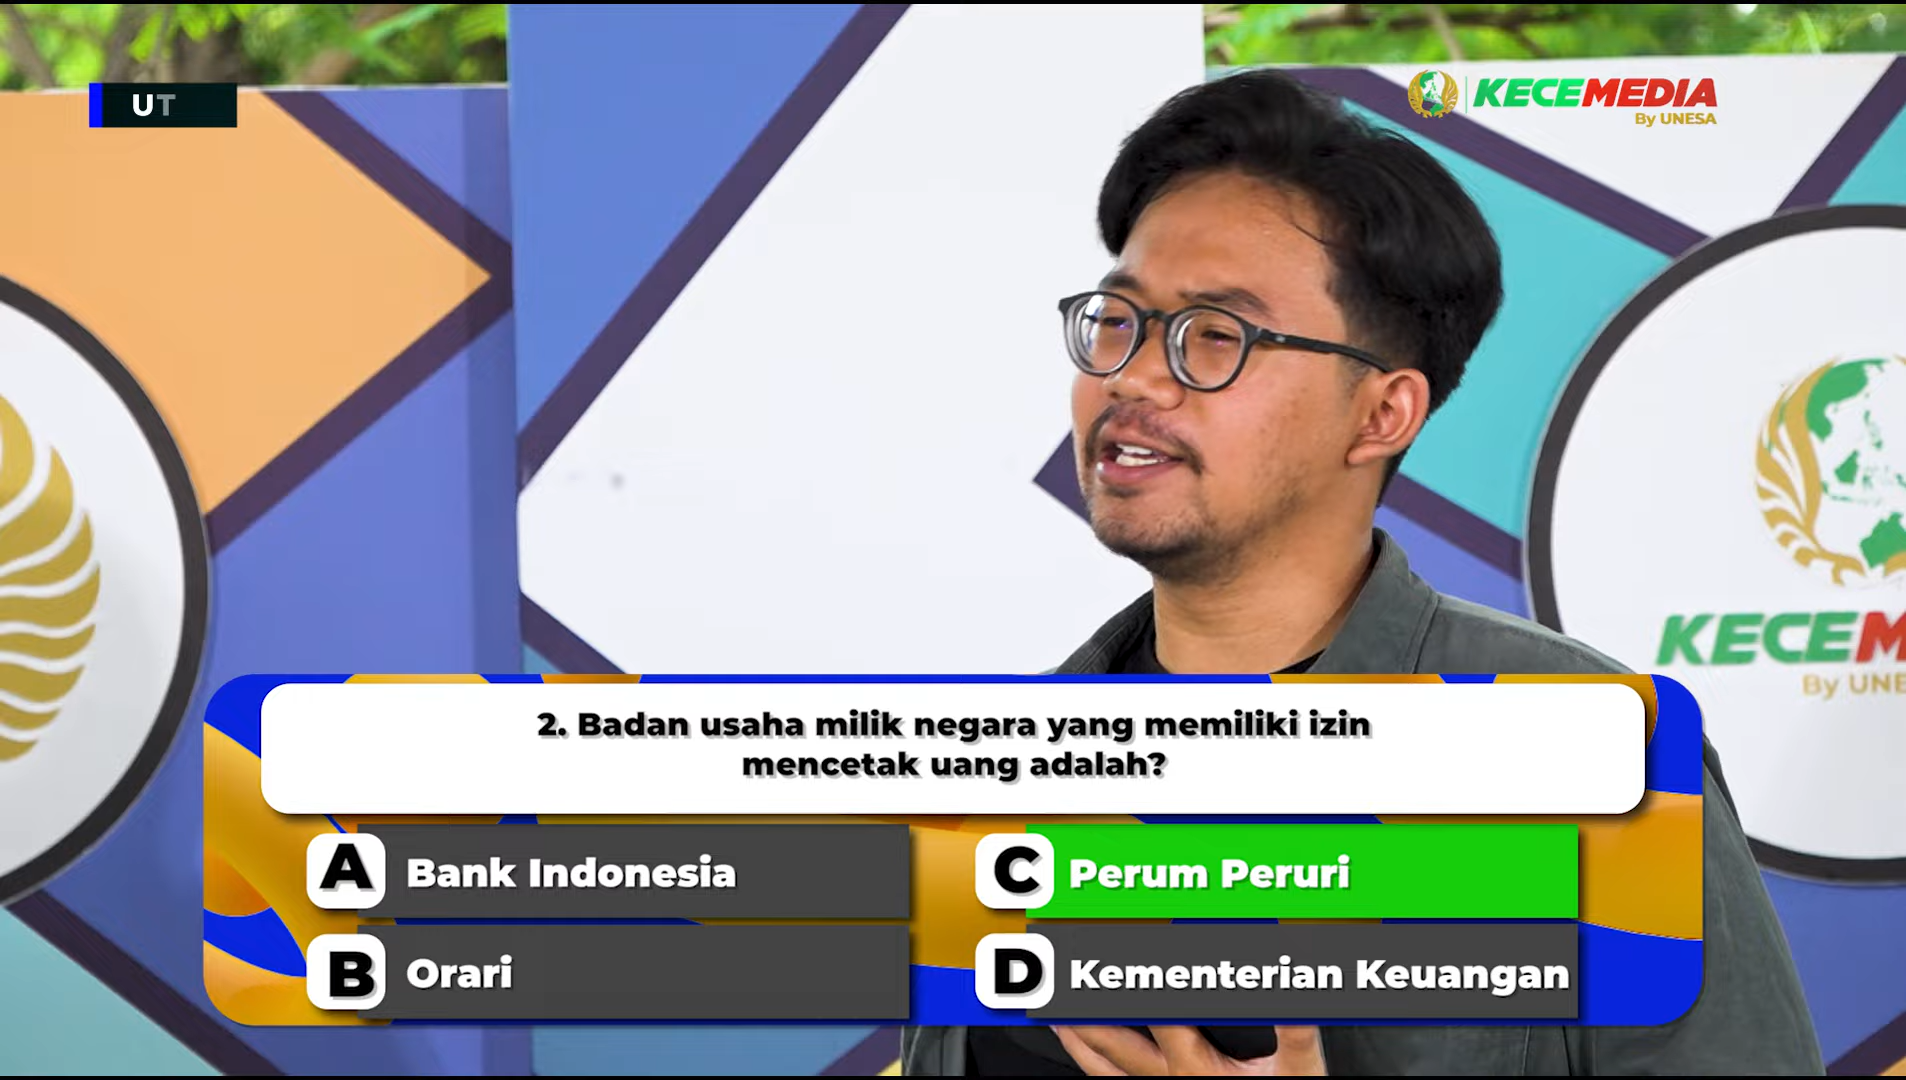 UT
KECEMEDIA
By UNESA
KECEM
By UNE
2. Badan usaha milik negara yang memiliki izin
mencetak uang adalah?
A Bank Indonesia
C Perum Peruri
B Orari
D Kementerian Keuangan